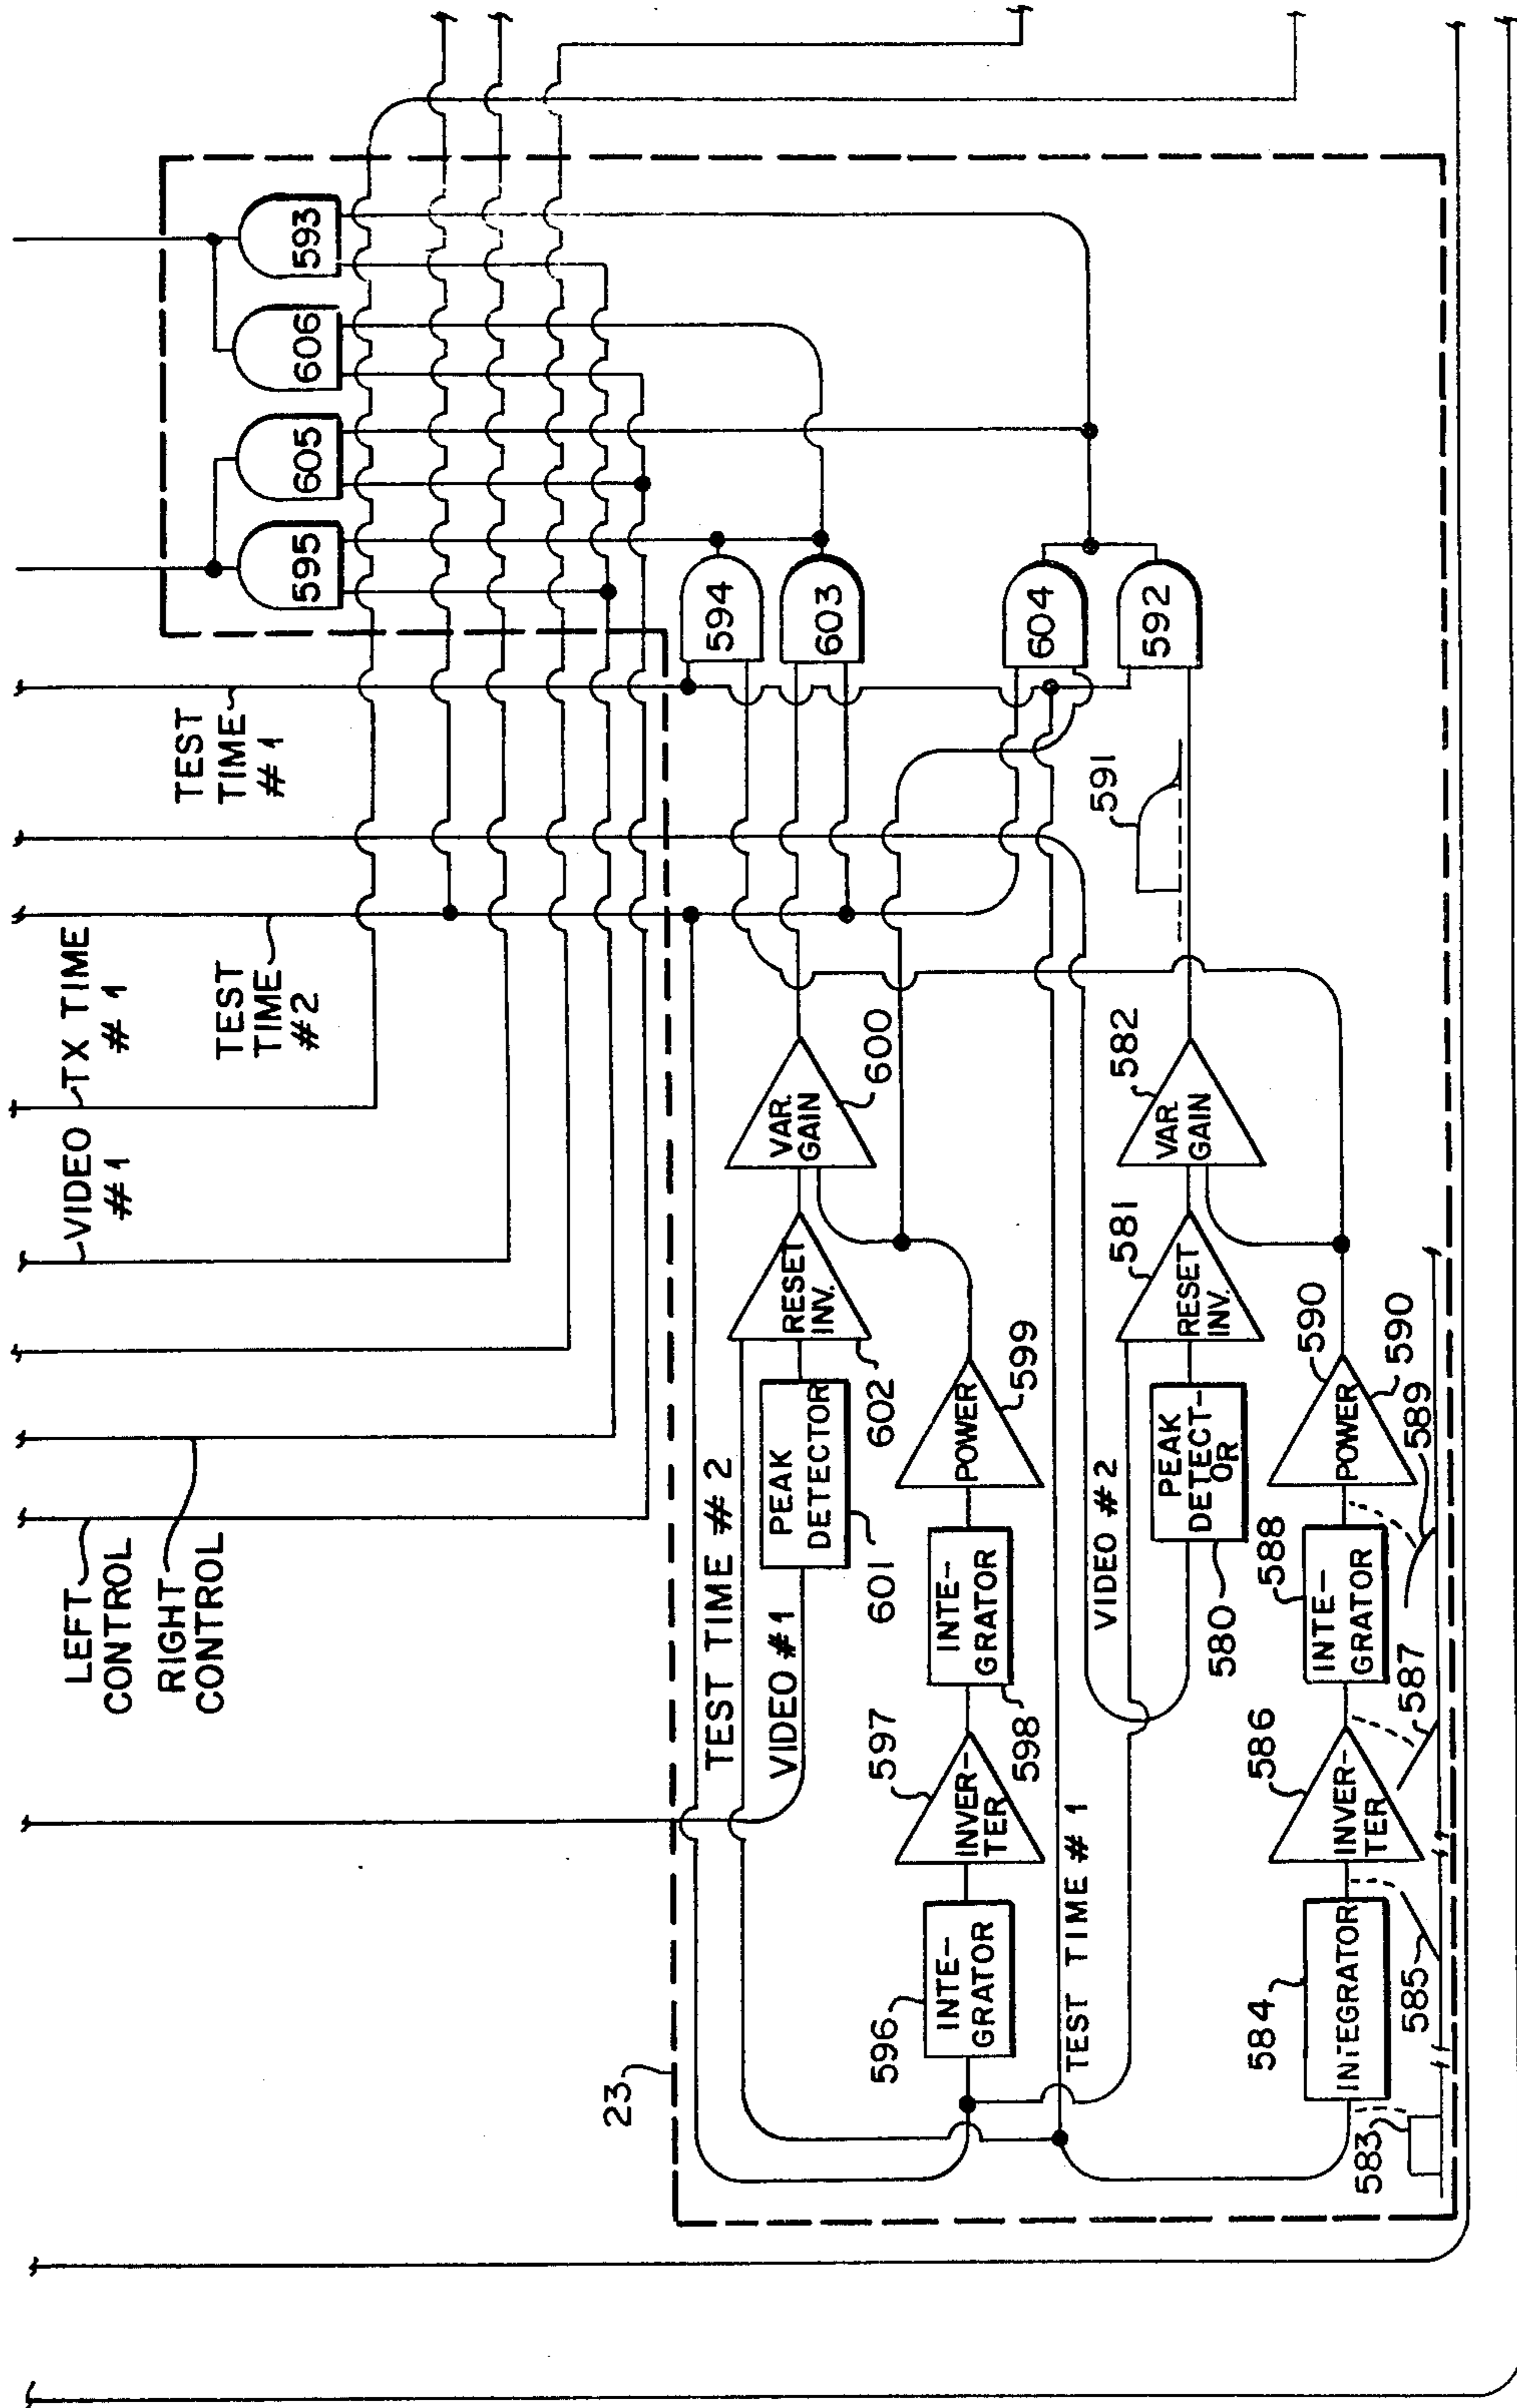 LEFT
CONTROL
RIGHT
CONTROL
VIDEO
#1
TX TIME
#1
TEST
TIME
#2
TEST
TIME
#1
595
605
606
593
23
TEST TIME #2
VIDEO #1
PEAK
DETECTOR
601
RESET
INV.
602
VAR.
GAIN
600
594
603
596
INTE-
GRATOR
597
INVER-
TER
598
INTE-
GRATOR
POWER
599
604
592
TEST TIME #1
VIDEO #2
PEAK
DETECT-
OR
580
RESET
INV.
581
VAR.
GAIN
582
591
584
INTEGRATOR
583
585
586
INVER-
TER
587
588
INTE-
GRATOR
589
590
POWER
590